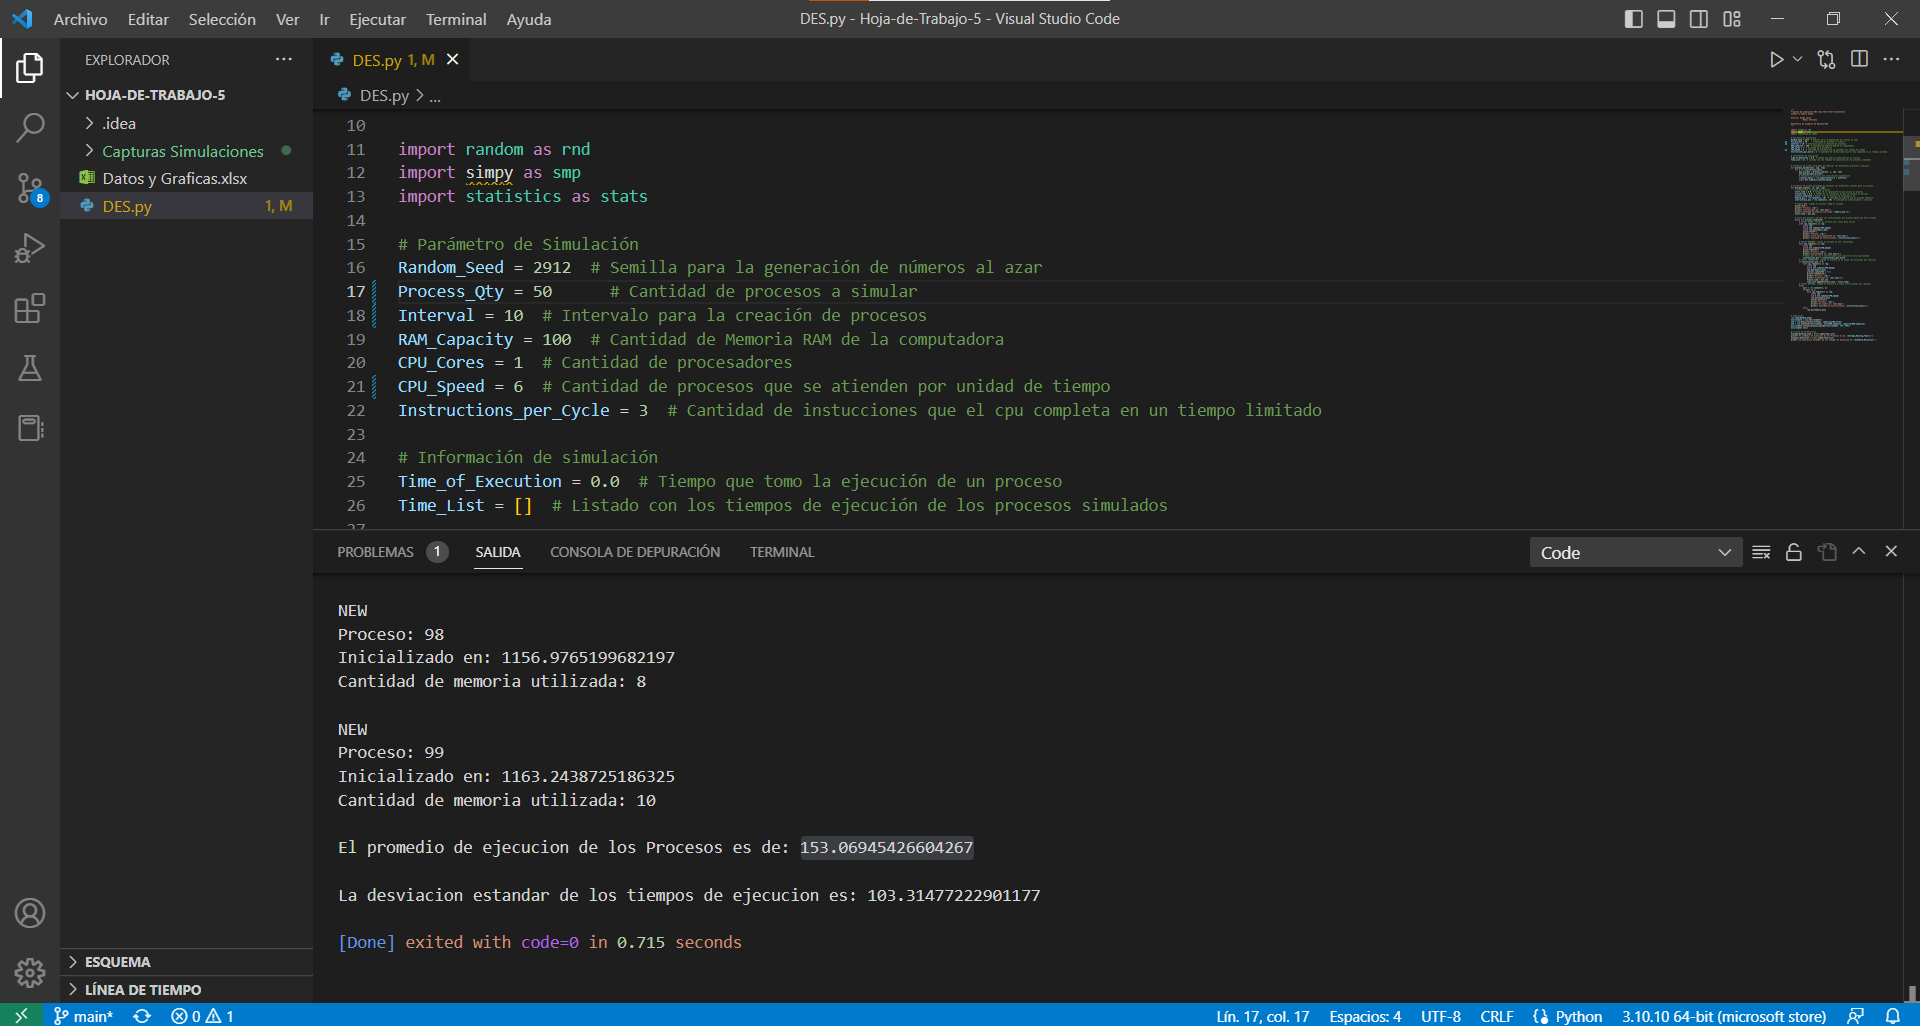 Archivo Editar Selección Ver Ir Ejecutar Terminal Ayuda
DES.py - Hoja-de-Trabajo-5 - Visual Studio Code
EXPLORADOR
HOJA-DE-TRABAJO-5
.idea
Capturas Simulaciones
Datos y Graficas.xlsx
DES.py 1, M
8
DES.py 1, M
DES.py > ...
10
11 import random as rnd
12 import simpy as smp
13 import statistics as stats
14
15 # Parámetro de Simulación
16 Random_Seed = 2912 # Semilla para la generación de números al azar
17 Process_Qty = 50 # Cantidad de procesos a simular
18 Interval = 10 # Intervalo para la creación de procesos
19 RAM_Capacity = 100 # Cantidad de Memoria RAM de la computadora
20 CPU_Cores = 1 # Cantidad de procesadores
21 CPU_Speed = 6 # Cantidad de procesos que se atienden por unidad de tiempo
22 Instructions_per_Cycle = 3 # Cantidad de instucciones que el cpu completa en un tiempo limitado
23
24 # Información de simulación
25 Time_of_Execution = 0.0 # Tiempo que tomo la ejecución de un proceso
26 Time_List = [] # Listado con los tiempos de ejecución de los procesos simulados
27
PROBLEMAS 1 SALIDA CONSOLA DE DEPURACIÓN TERMINAL
Code
NEW
Proceso: 98
Inicializado en: 1156.9765199682197
Cantidad de memoria utilizada: 8
NEW
Proceso: 99
Inicializado en: 1163.2438725186325
Cantidad de memoria utilizada: 10
El promedio de ejecucion de los Procesos es de: 153.06945426604267
La desviacion estandar de los tiempos de ejecucion es: 103.31477222901177
[Done] exited with code=0 in 0.715 seconds
ESQUEMA
LÍNEA DE TIEMPO
main* 0 1
Lín. 17, col. 17 Espacios: 4 UTF-8 CRLF Python 3.10.10 64-bit (microsoft store)